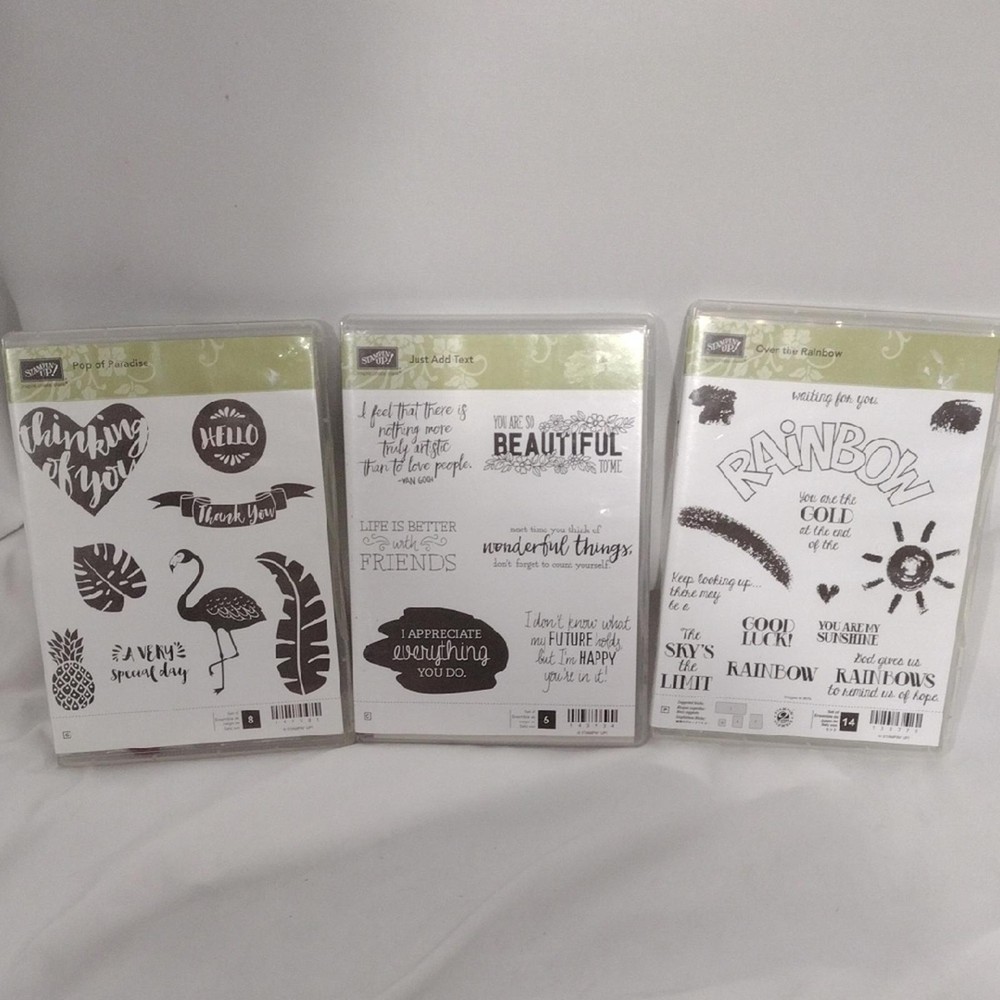 STAMPIN' UP!
Pop of Paradise
thinking
of you
HELLO
Thank You
A VERY
special day
8
STAMPIN' UP!
Just Add Text
I feel that there is
nothing more
truly artistic
than to love people.
-VAN GOGH
YOU ARE SO
BEAUTIFUL
TO ME
LIFE IS BETTER
with
FRIENDS
next time you think of
wonderful things,
don't forget to count yourself.
I APPRECIATE
everything
YOU DO.
I don't know what
my FUTURE holds
but I'm HAPPY
you're in it!
6
STAMPIN' UP!
Over the Rainbow
waiting for you.
RAINBOW
You are the
GOLD
at the end
of the
Keep looking up...
there may
be a
GOOD
LUCK!
YOU ARE MY
SUNSHINE
The
SKY'S
the
LIMIT
RAINBOW
God gives us
RAINBOWS
to remind us of hope.
Set of
14